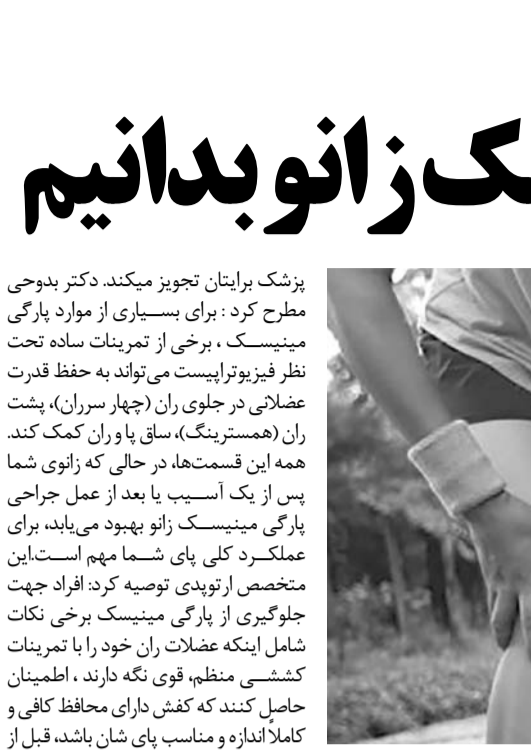 زانو بدانیم
پزشک برایتان تجویز میکند. دکتر بدوحی
مطرح کرد : برای بسیاری از موارد پارگی
مینیسک ، برخی از تمرینات ساده تحت
نظر فیزیوتراپیست می‌تواند به حفظ قدرت
عضلانی در جلوی ران (چهار سرران)، پشت
ران (همسترینگ)، ساق پا و ران کمک کند.
همه این قسمت‌ها، در حالی که زانوی شما
پس از یک آسیب یا بعد از عمل جراحی
پارگی مینیسک زانو بهبود می‌یابد، برای
عملکرد کلی پای شما مهم است.این
متخصص ارتوپدی توصیه کرد: افراد جهت
جلوگیری از پارگی مینیسک برخی نکات
شامل اینکه عضلات ران خود را با تمرینات
کششی منظم، قوی نگه دارند ، اطمینان
حاصل کنند که کفش دارای محافظ کافی و
کاملاً اندازه و مناسب پای شان باشد، قبل از